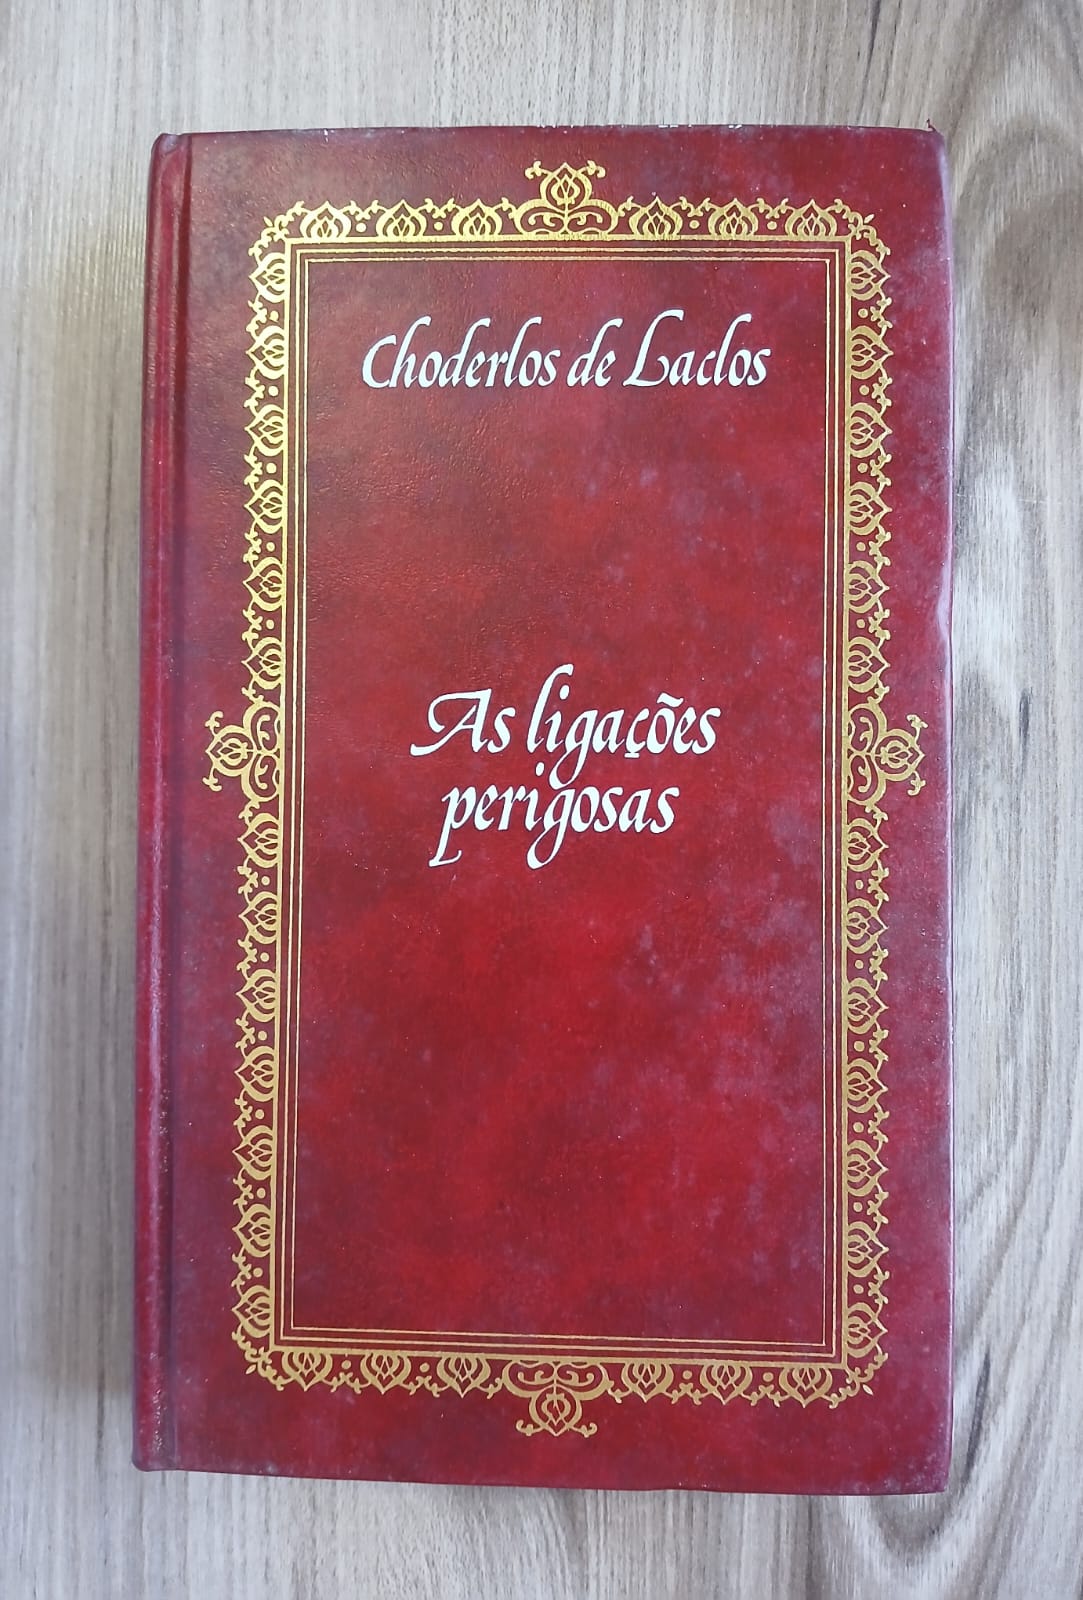 Choderlos de Laclos
As ligações
perigosas